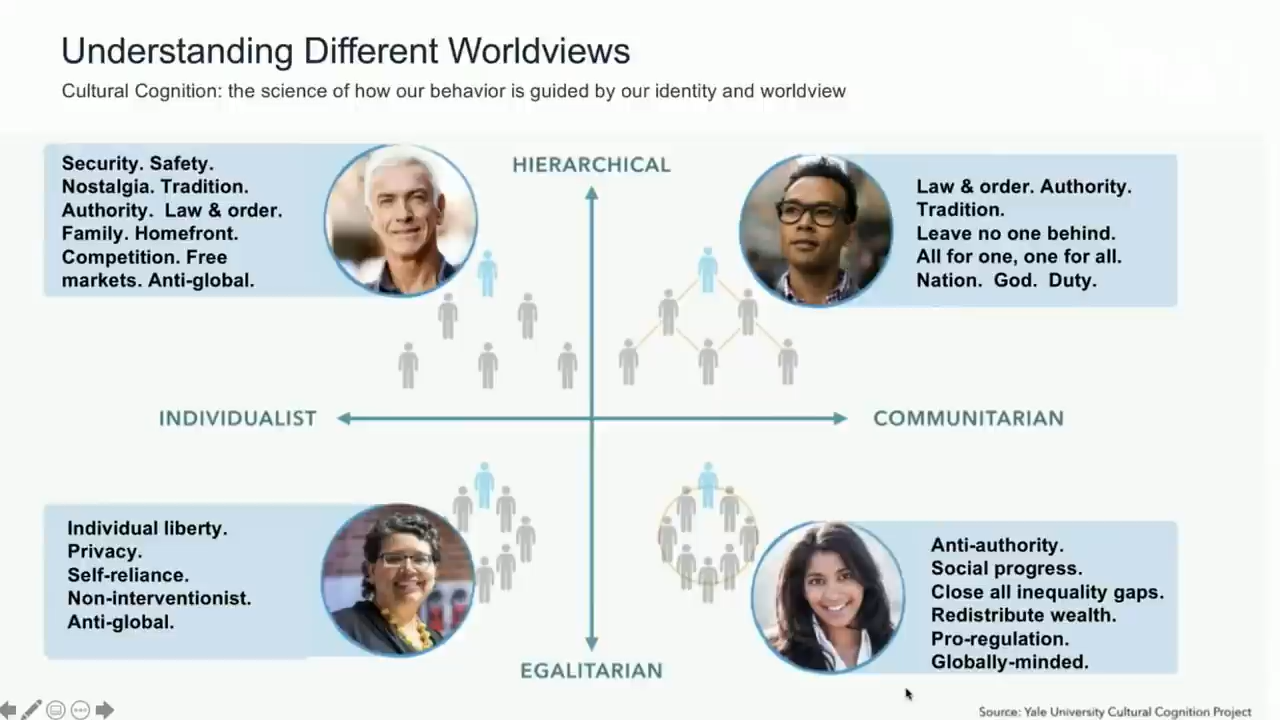 Understanding Different Worldviews
Cultural Cognition: the science of how our behavior is guided by our identity and worldview
Security. Safety.
Nostalgia. Tradition.
Authority. Law & order.
Family. Homefront.
Competition. Free
markets. Anti-global.
HIERARCHICAL
Law & order. Authority.
Tradition.
Leave no one behind.
All for one, one for all.
Nation. God. Duty.
INDIVIDUALIST
COMMUNITARIAN
Individual liberty.
Privacy.
Self-reliance.
Non-interventionist.
Anti-global.
Anti-authority.
Social progress.
Close all inequality gaps.
Redistribute wealth.
Pro-regulation.
Globally-minded.
EGALITARIAN
Source: Yale University Cultural Cognition Project